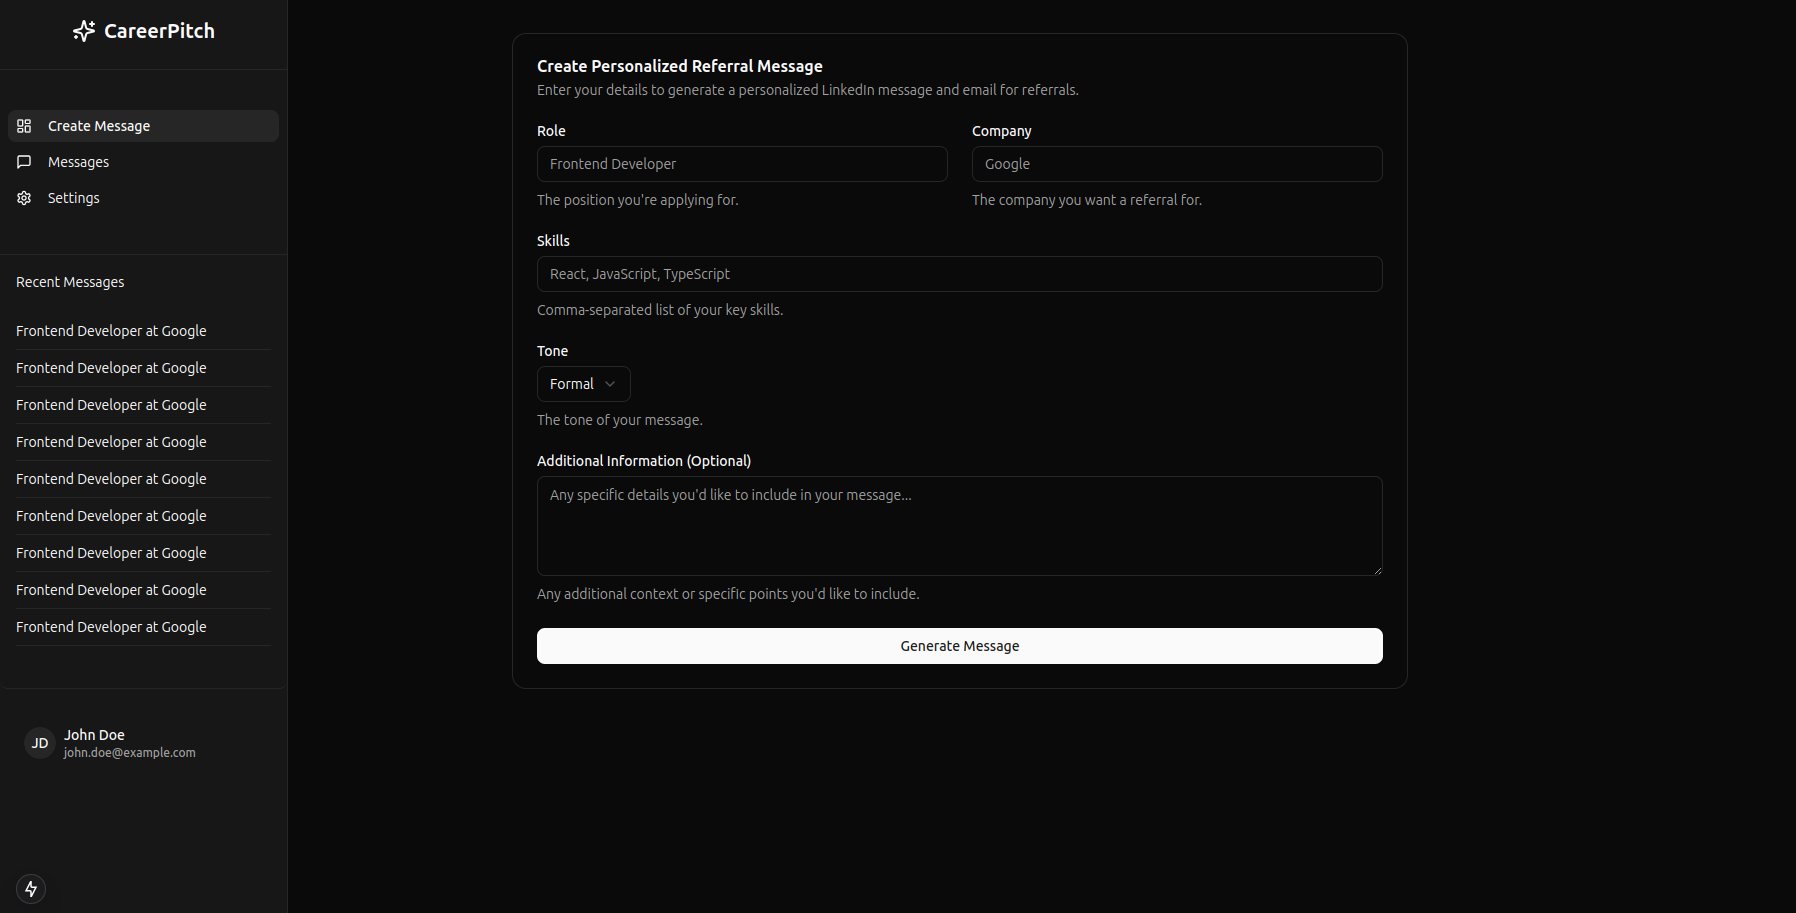 CareerPitch
Create Message
Messages
Settings
Recent Messages
Frontend Developer at Google
Frontend Developer at Google
Frontend Developer at Google
Frontend Developer at Google
Frontend Developer at Google
Frontend Developer at Google
Frontend Developer at Google
Frontend Developer at Google
Frontend Developer at Google
JD
John Doe
john.doe@example.com
Create Personalized Referral Message
Enter your details to generate a personalized LinkedIn message and email for referrals.
Role
Frontend Developer
The position you're applying for.
Company
Google
The company you want a referral for.
Skills
React, JavaScript, TypeScript
Comma-separated list of your key skills.
Tone
Formal
The tone of your message.
Additional Information (Optional)
Any specific details you'd like to include in your message...
Any additional context or specific points you'd like to include.
Generate Message